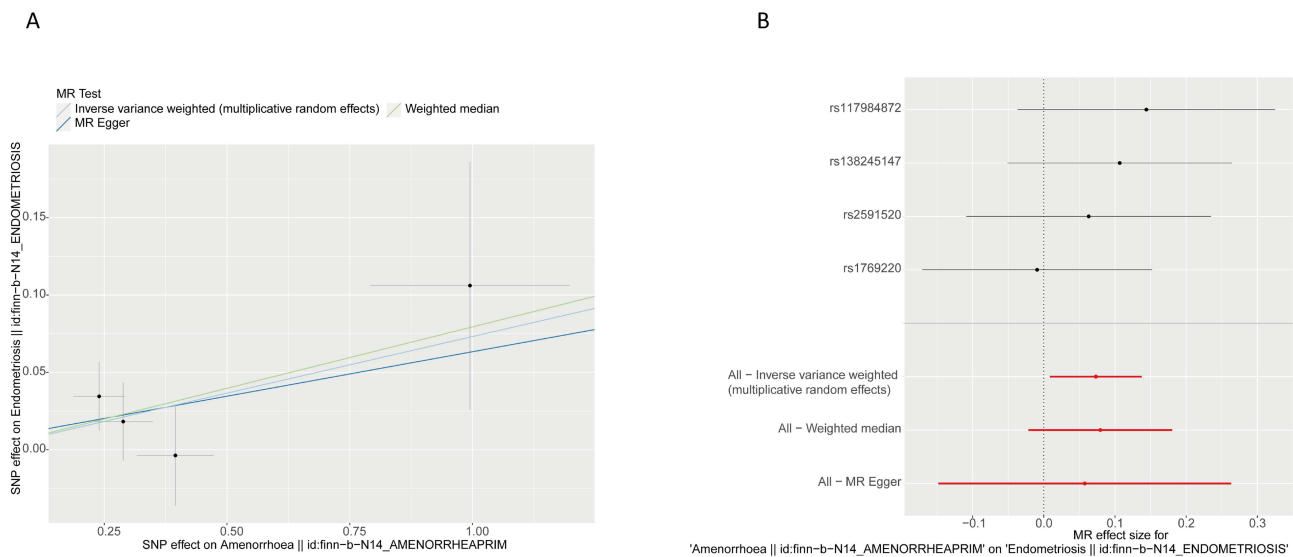 A
MR Test
Inverse variance weighted (multiplicative random effects)
Weighted median
MR Egger
SNP effect on Endometriosis || id:finn−b−N14_ENDOMETRIOSIS
0.15
0.10
0.05
0.00
0.25
0.50
0.75
1.00
SNP effect on Amenorrhoea || id:finn−b−N14_AMENORRHEAPRIM
B
rs117984872
rs138245147
rs2591520
rs1769220
All − Inverse variance weighted
(multiplicative random effects)
All − Weighted median
All − MR Egger
−0.1
0.0
0.1
0.2
0.3
MR effect size for
'Amenorrhoea || id:finn−b−N14_AMENORRHEAPRIM' on 'Endometriosis || id:finn−b−N14_ENDOMETRIOSIS'